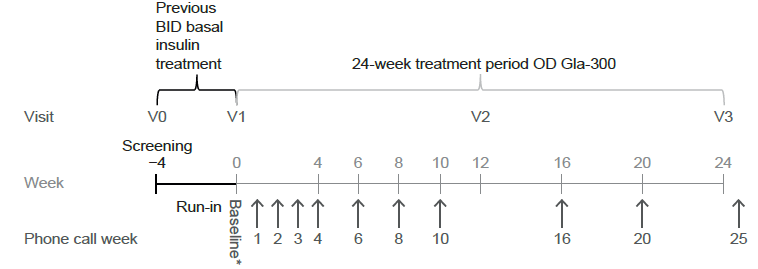 Previous
BID basal
insulin
treatment
24-week treatment period OD Gla-300
Visit V0 V1 V2 V3
Screening
−4 0 4 6 8 10 12 16 20 24
Week
Run-in
Baseline*
Phone call week 1 2 3 4 6 8 10 16 20 25